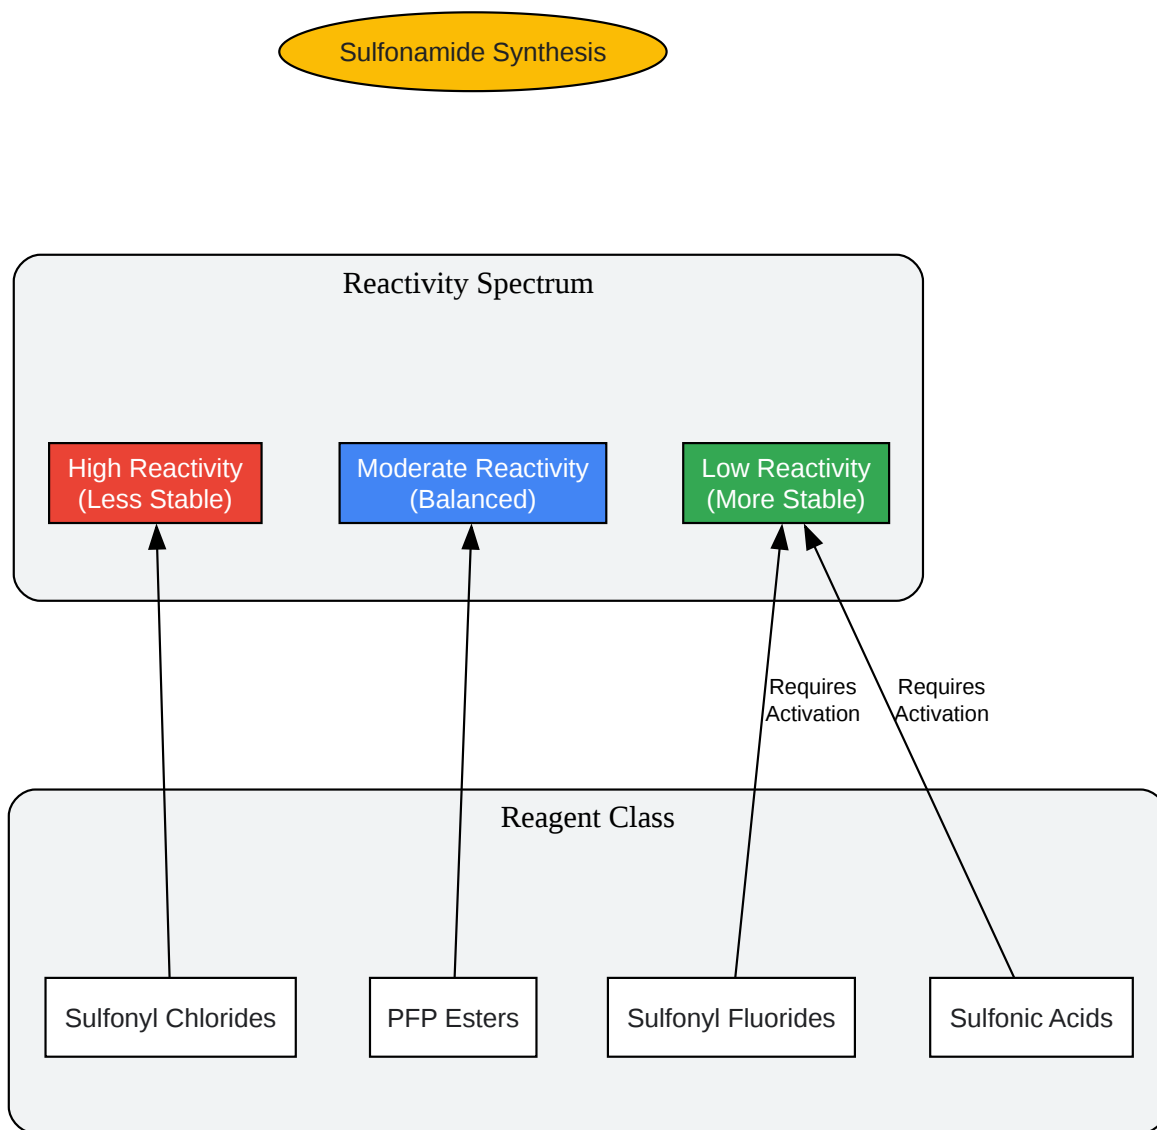 Sulfonamide Synthesis
Reactivity Spectrum
High Reactivity
(Less Stable)
Moderate Reactivity
(Balanced)
Low Reactivity
(More Stable)
Requires
Activation
Requires
Activation
Reagent Class
Sulfonyl Chlorides
PFP Esters
Sulfonyl Fluorides
Sulfonic Acids